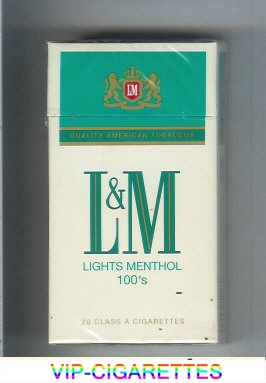 LM
QUALITY AMERICAN TOBACCOS
L&M
LIGHTS MENTHOL
100's
20 CLASS A CIGARETTES
VIP-CIGARETTES